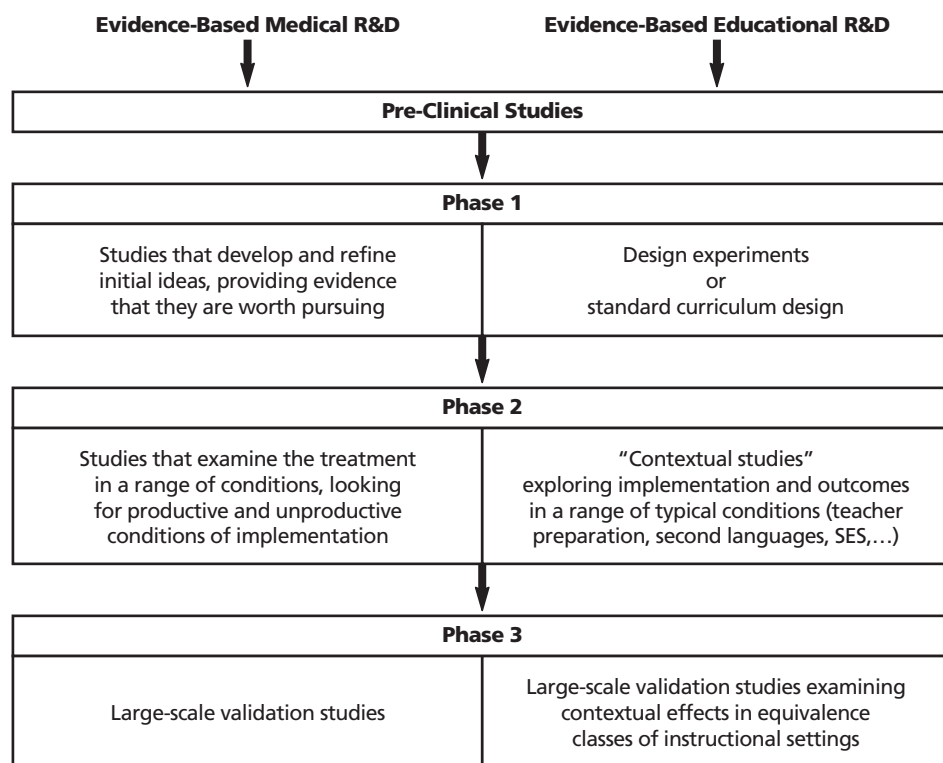 Evidence-Based Medical R&D
Evidence-Based Educational R&D
Pre-Clinical Studies
Phase 1
Studies that develop and refine
initial ideas, providing evidence
that they are worth pursuing
Design experiments
or
standard curriculum design
Phase 2
Studies that examine the treatment
in a range of conditions, looking
for productive and unproductive
conditions of implementation
“Contextual studies”
exploring implementation and outcomes
in a range of typical conditions (teacher
preparation, second languages, SES,…)
Phase 3
Large-scale validation studies
Large-scale validation studies examining
contextual effects in equivalence
classes of instructional settings